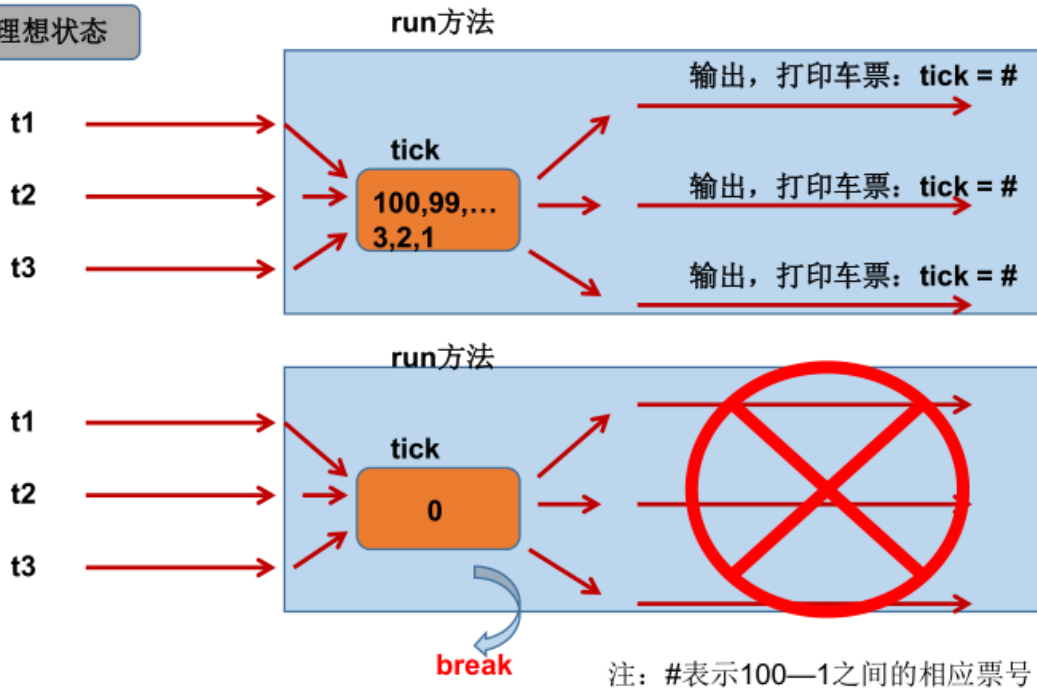 理想状态
run方法
输出，打印车票：tick = #
t1
tick
t2
100,99,…
3,2,1
输出，打印车票：tick = #
t3
输出，打印车票：tick = #
run方法
t1
tick
t2
0
t3
break
注：#表示100—1之间的相应票号